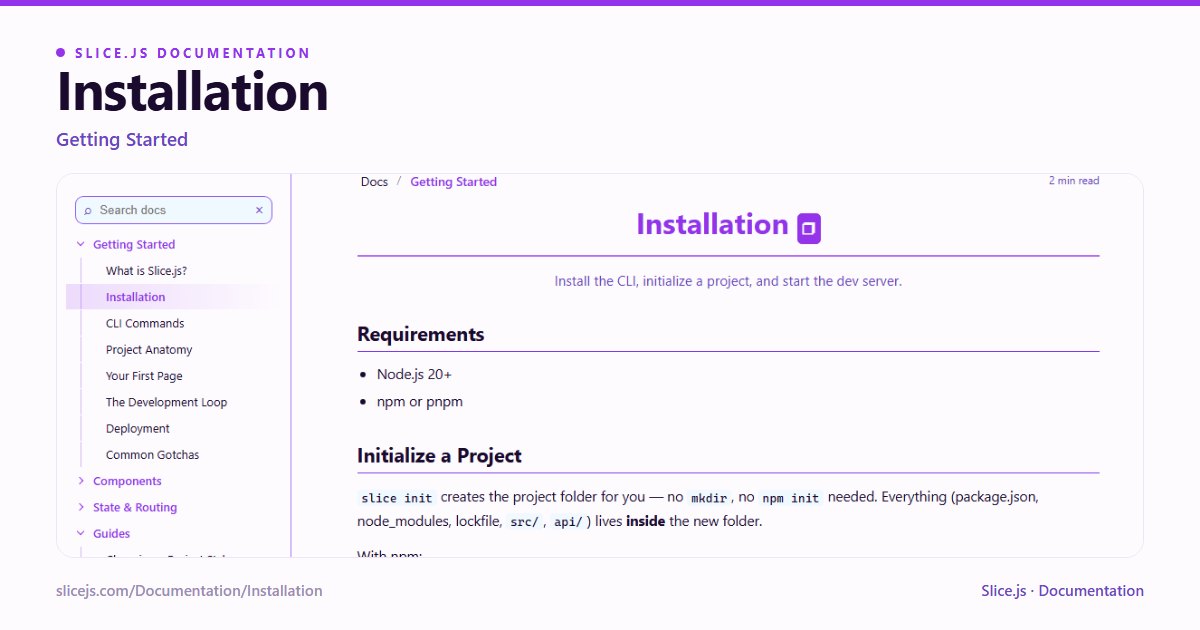 SLICE.JS DOCUMENTATION
Installation
Getting Started
Search docs
Getting Started
What is Slice.js?
Installation
CLI Commands
Project Anatomy
Your First Page
The Development Loop
Deployment
Common Gotchas
Components
State & Routing
Guides
Docs / Getting Started
2 min read
Installation
Install the CLI, initialize a project, and start the dev server.
Requirements
• Node.js 20+
• npm or pnpm
Initialize a Project
slice init creates the project folder for you — no mkdir, no npm init needed. Everything (package.json,
node_modules, lockfile, src/, api/) lives inside the new folder.
With npm:
slicejs.com/Documentation/Installation
Slice.js · Documentation